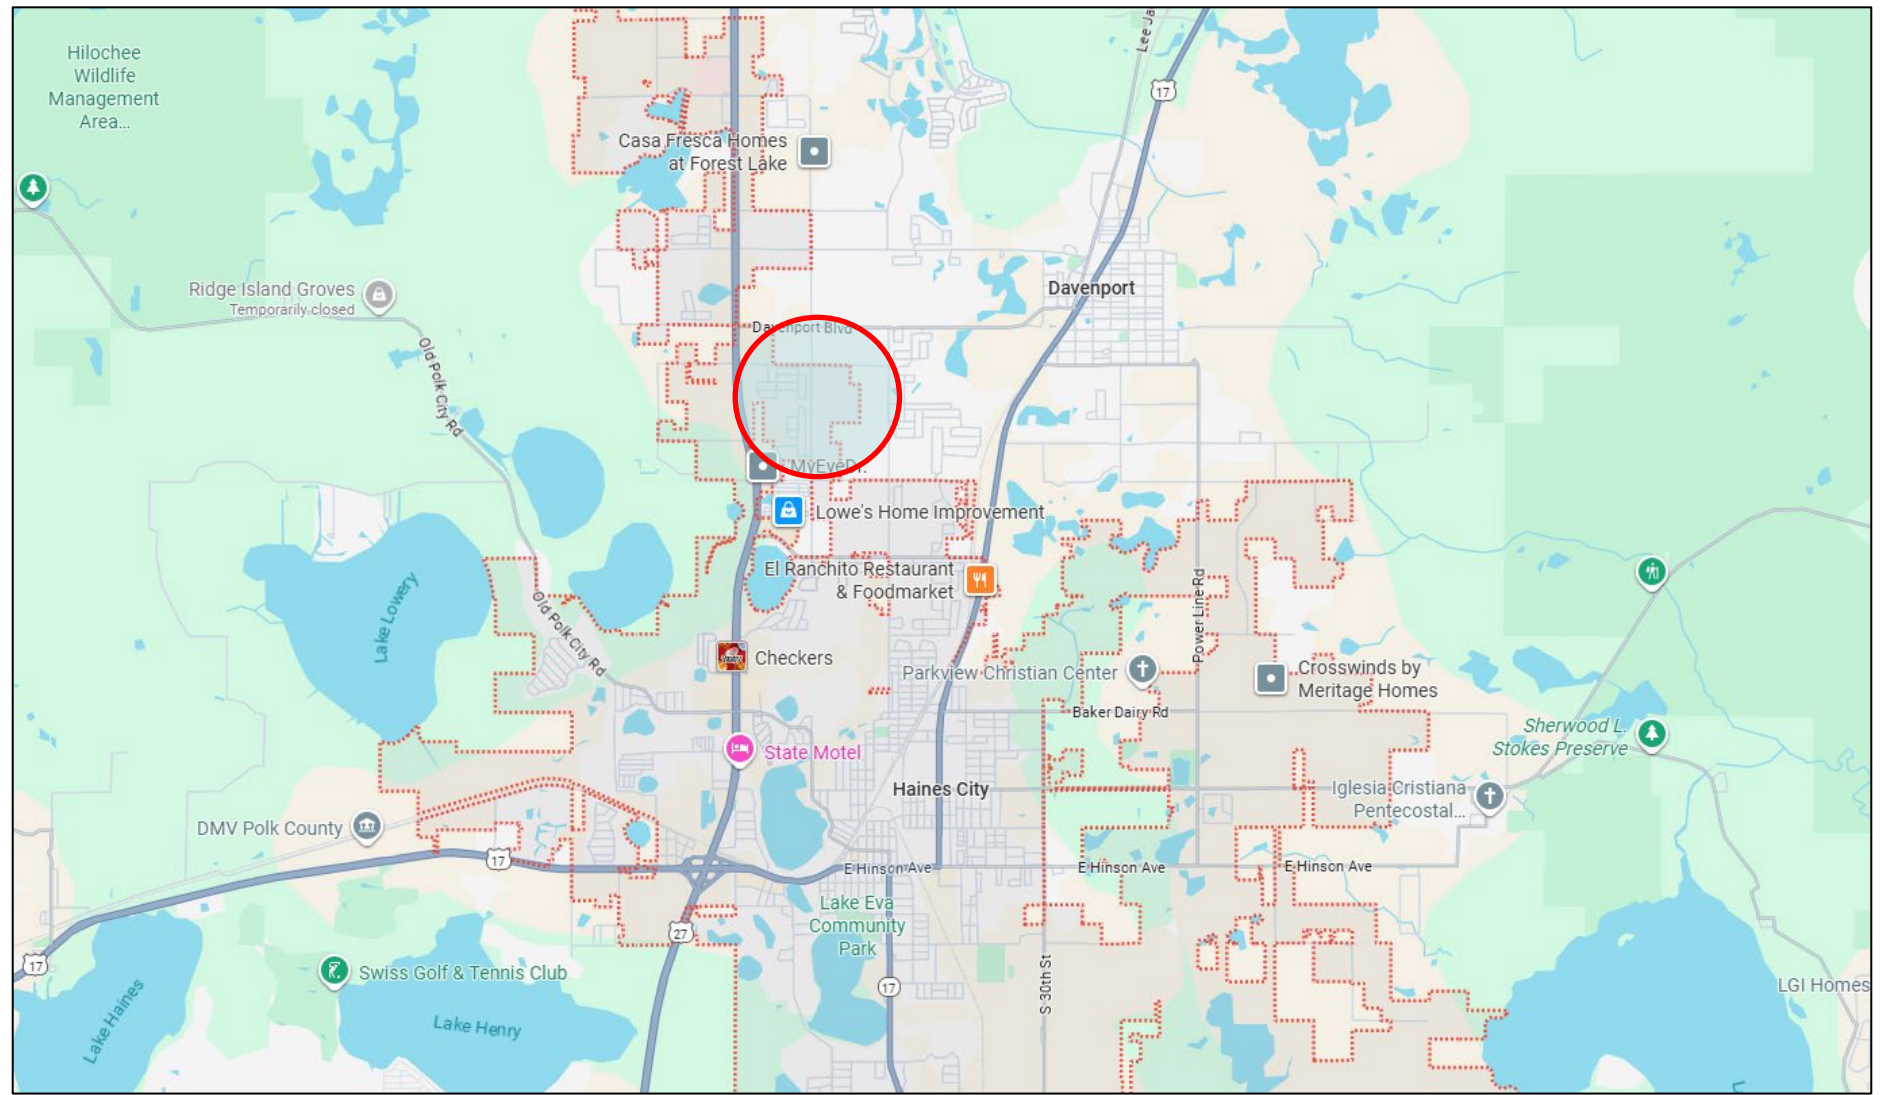 Hilochee
Wildlife
Management
Area...
Lee Ja
17
Casa Fresca Homes
at Forest Lake
Ridge Island Groves
Temporarily closed
Davenport
Davenport Blvd
Old Polk City Rd
MyEyeDr.
Lowe's Home Improvement
El Ranchito Restaurant
& Foodmarket
Lake Lowery
Old Polk City Rd
Power Line Rd
Checkers
Parkview Christian Center
Crosswinds by
Meritage Homes
Baker Dairy Rd
Sherwood L.
Stokes Preserve
State Motel
Haines City
Iglesia Cristiana
Pentecostal...
DMV Polk County
17
E Hinson Ave
E Hinson Ave
E Hinson Ave
Lake Eva
Community
Park
27
17
Swiss Golf & Tennis Club
17
S 30th St
LGI Homes
Lake Haines
Lake Henry
L